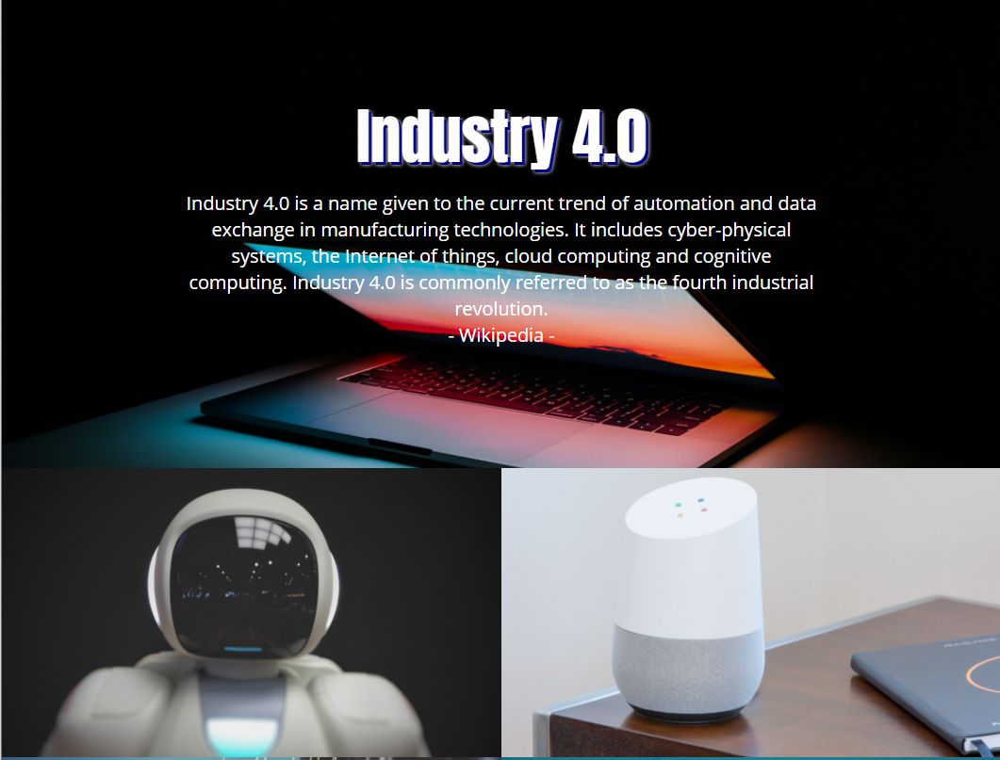 Industry 4.0
Industry 4.0 is a name given to the current trend of automation and data
exchange in manufacturing technologies. It includes cyber-physical
systems, the Internet of things, cloud computing and cognitive
computing. Industry 4.0 is commonly referred to as the fourth industrial
revolution.
- Wikipedia -